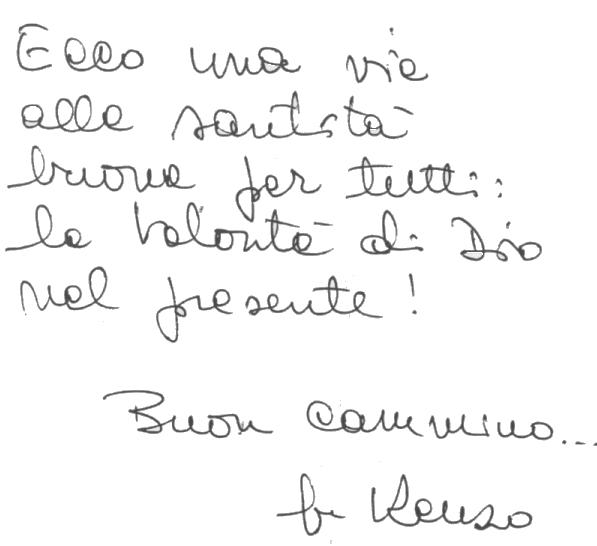 Ecco una via
alla santità
buona per tutti:
la volontà di Dio
nel presente!
Buon cammino...
fr Renzo